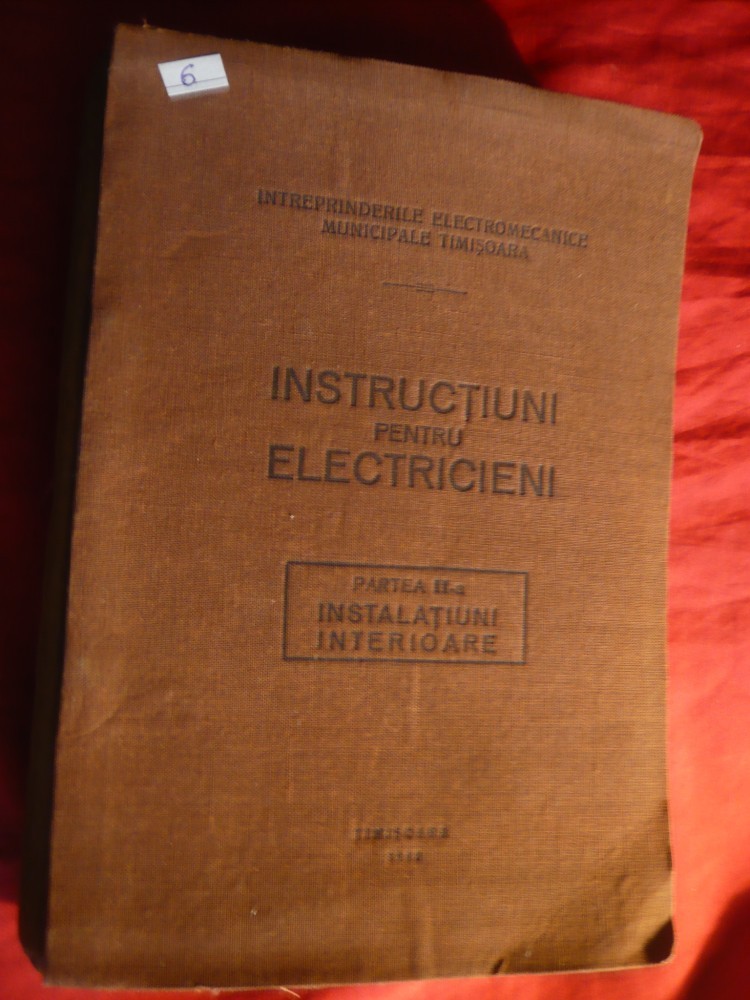 6
INTREPRINDERILE ELECTROMECANICE
MUNICIPALE TIMIȘOARA
INSTRUCȚIUNI
PENTRU
ELECTRICIENI
PARTEA II-a
INSTALAȚIUNI
INTERIOARE
TIMIȘOARA